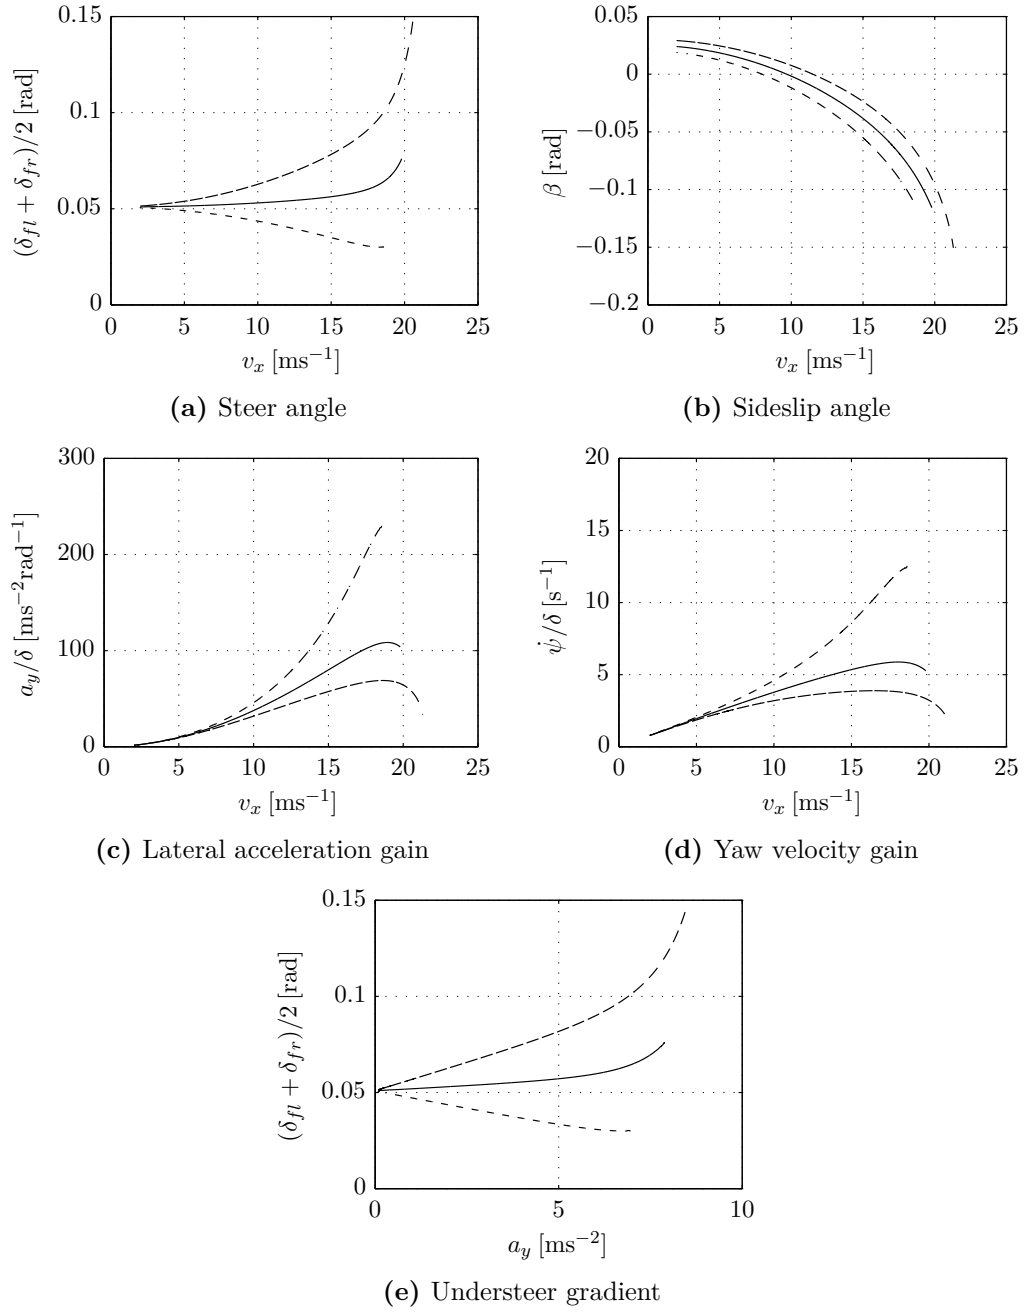 0.15
0.1
0.05
0
0 5 10 15 20 25
(δ_{fl} + δ_{fr})/2 [rad]
v_x [ms^{−1}]
(a) Steer angle
0.05
0
−0.05
−0.1
−0.15
−0.2
0 5 10 15 20 25
β [rad]
v_x [ms^{−1}]
(b) Sideslip angle
300
200
100
0
0 5 10 15 20 25
a_y/δ [ms^{−2}rad^{−1}]
v_x [ms^{−1}]
(c) Lateral acceleration gain
20
15
10
5
0
0 5 10 15 20 25
ψ̇/δ [s^{−1}]
v_x [ms^{−1}]
(d) Yaw velocity gain
0.15
0.1
0.05
0
0 5 10
(δ_{fl} + δ_{fr})/2 [rad]
a_y [ms^{−2}]
(e) Understeer gradient